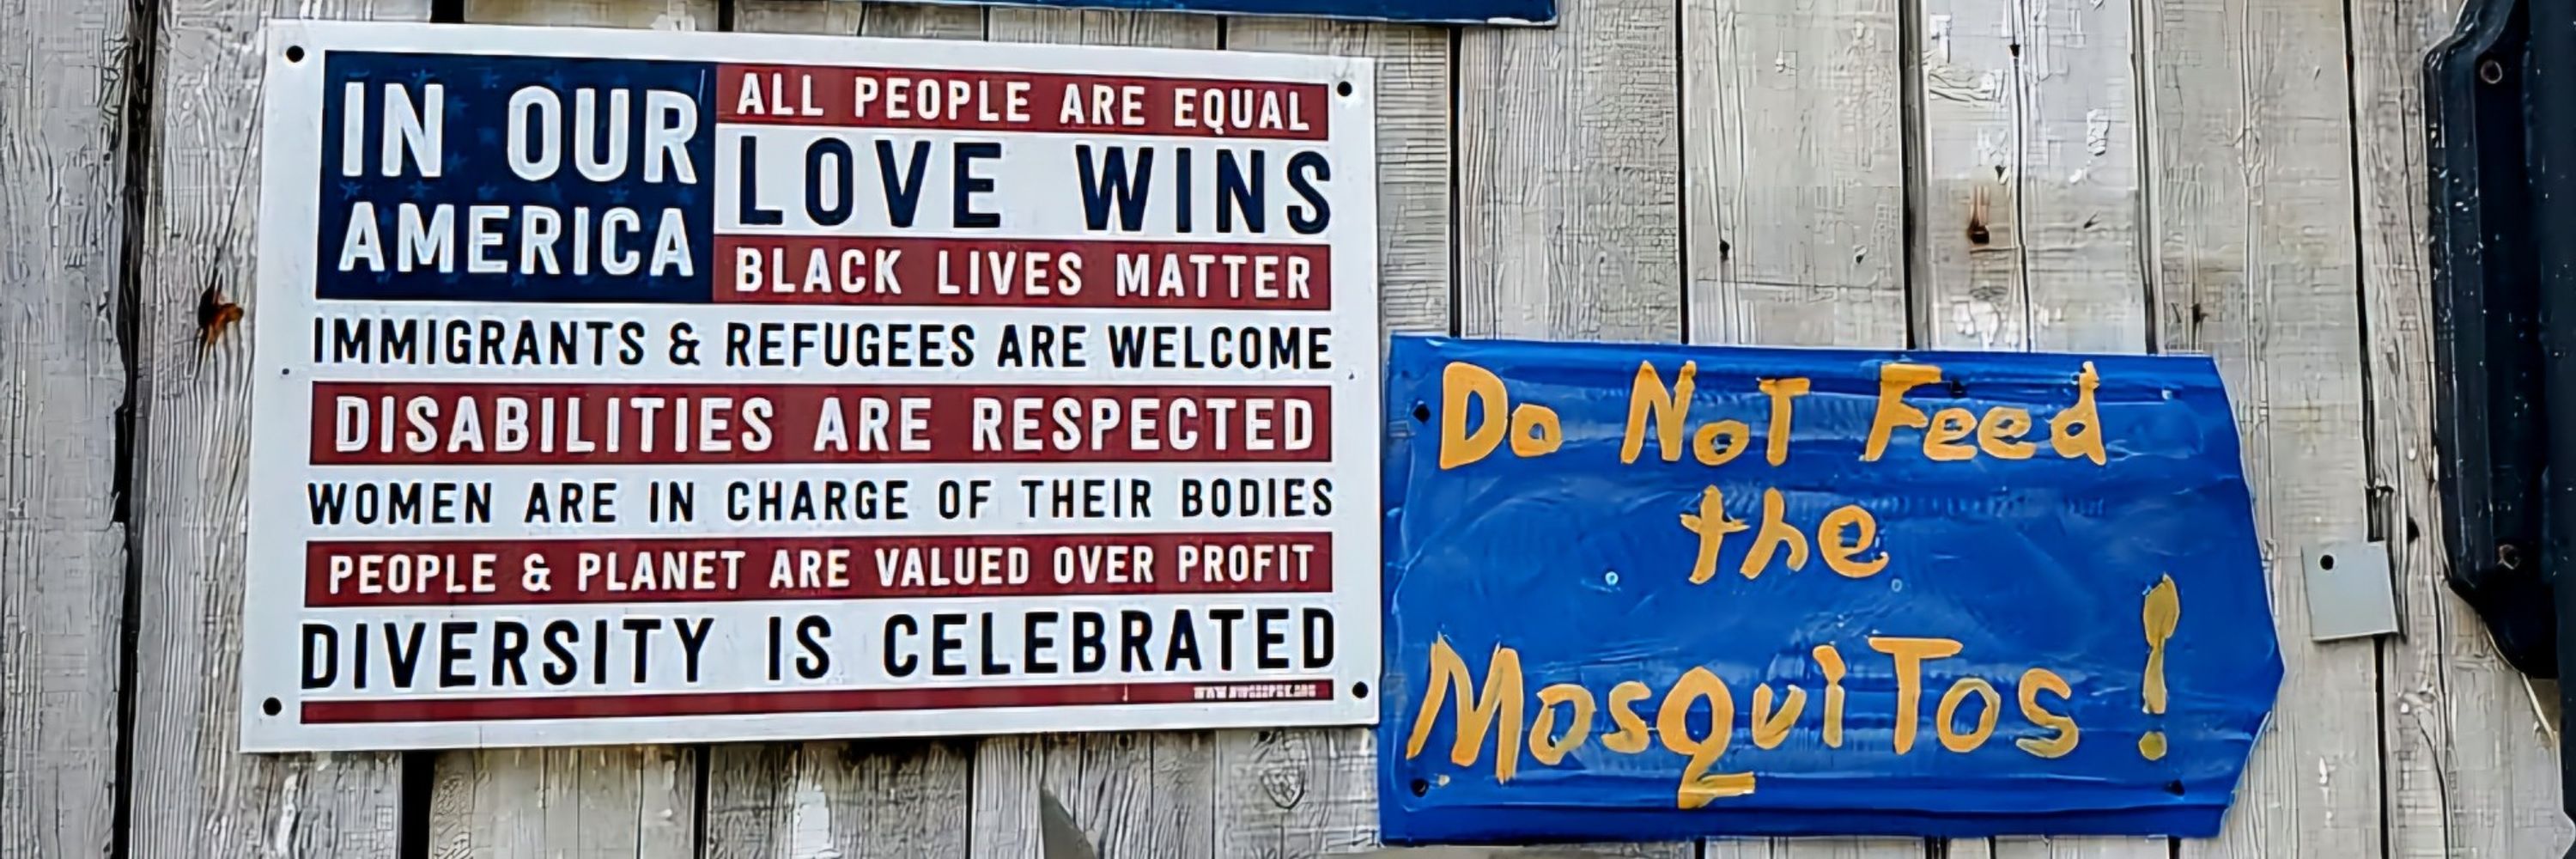 IN OUR
AMERICA
ALL PEOPLE ARE EQUAL
LOVE WINS
BLACK LIVES MATTER
IMMIGRANTS & REFUGEES ARE WELCOME
DISABILITIES ARE RESPECTED
WOMEN ARE IN CHARGE OF THEIR BODIES
PEOPLE & PLANET ARE VALUED OVER PROFIT
DIVERSITY IS CELEBRATED
Do NoT Feed
the
MosQuiTos!